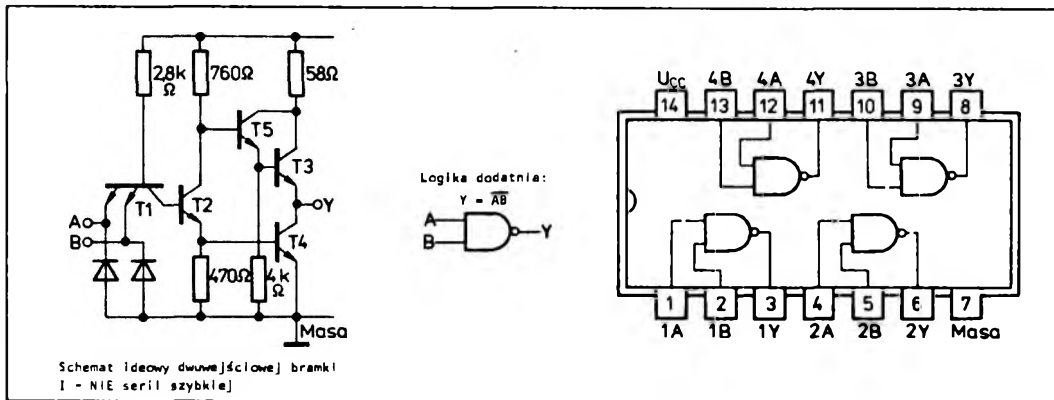 2,8k
Ω
760Ω
58Ω
T5
T3
T1
T2
A
B
Y
T4
470Ω
4k
Ω
Masa
Schemat ideowy dwuwejściowej bramki
I - NIE serii szybkiej
Logika dodatnia:
Y = AB
A
B
Y
UCC 4B 4A 4Y 3B 3A 3Y
14 13 12 11 10 9 8
1 2 3 4 5 6 7
1A 1B 1Y 2A 2B 2Y Masa